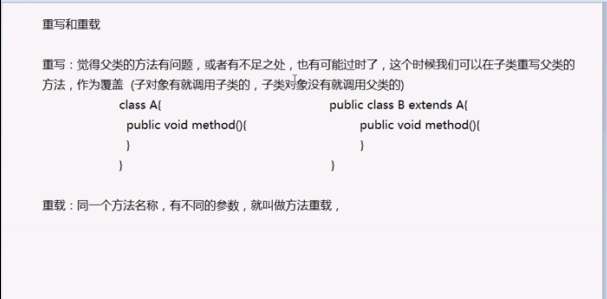 重写和重载
重写：觉得父类的方法有问题，或者有不足之处，也有可能过时了，这个时候我们可以在子类重写父类的
方法，作为覆盖 (子对象有就调用子类的，子类对象没有就调用父类的)
class A{ public class B extends A{
public void method(){ public void method(){
} }
} }
重载：同一个方法名称，有不同的参数，就叫做方法重载，